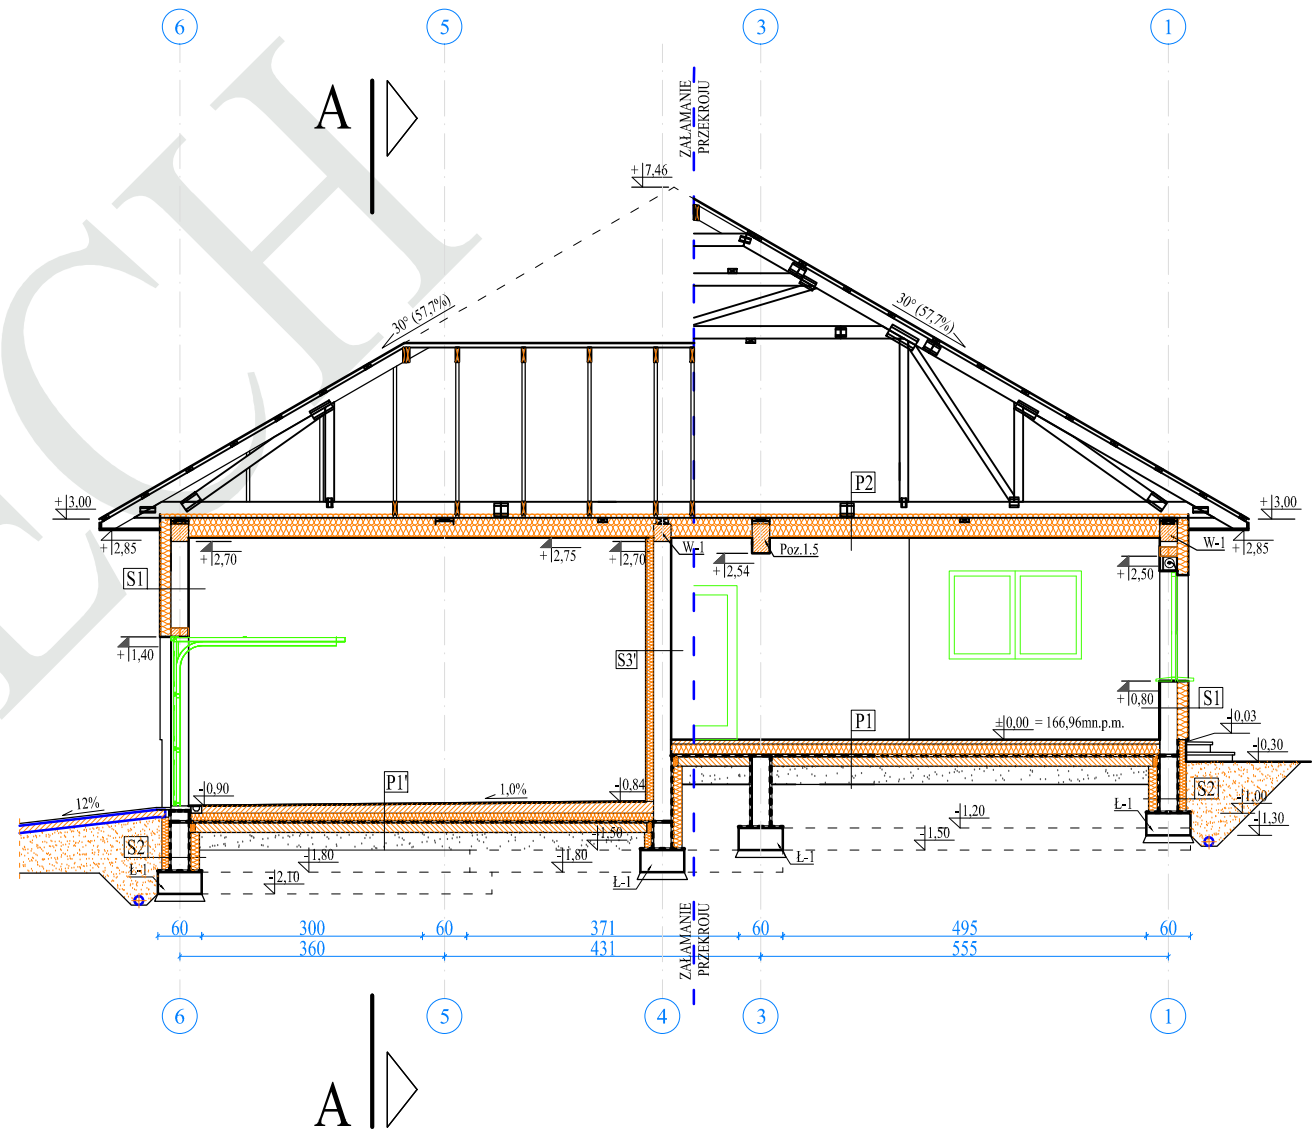 6
5
3
1
A
ZAŁAMANIE
PRZEKROJU
+7,46
30° (57,7%)
30° (57,7%)
+3,00
+3,00
P2
+2,85
+2,70
+2,75
+2,70
W-1
Poz.1.5
+2,54
+2,50
W-1
+2,85
S1
+1,40
S3'
+0,80
S1
P1
±0,00 = 166,96mn.p.m.
-0,03
-0,30
-0,90
P1'
1,0%
-0,84
12%
S2
-1,00
-1,30
Ł-1
-1,20
-1,50
-1,50
S2
-1,80
-1,80
Ł-1
Ł-1
Ł-1
-2,10
60 300 60 371 60 495 60
360 431 555
ZAŁAMANIE
PRZEKROJU
6
5
4
3
1
A
ECH